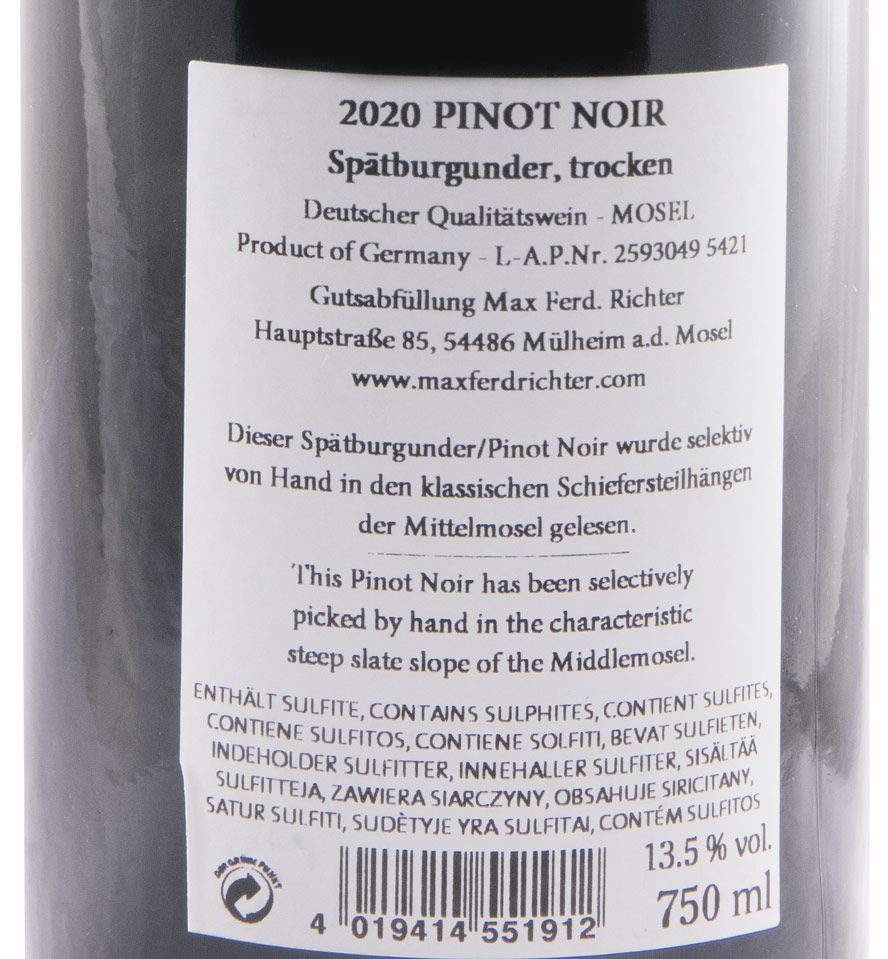 2020 PINOT NOIR
Spätburgunder, trocken
Deutscher Qualitätswein - MOSEL
Product of Germany - L-A.P.Nr. 2593049 5421
Gutsabfüllung Max Ferd. Richter
Hauptstraße 85, 54486 Mülheim a.d. Mosel
www.maxferdrichter.com
Dieser Spätburgunder/Pinot Noir wurde selektiv
von Hand in den klassischen Schiefersteilhängen
der Mittelmosel gelesen.
This Pinot Noir has been selectively
picked by hand in the characteristic
steep slate slope of the Middlemosel.
ENTHÄLT SULFITE, CONTAINS SULPHITES, CONTIENT SULFITES,
CONTIENE SULFITOS, CONTIENE SOLFITI, BEVAT SULFIETEN,
INDEHOLDER SULFITTER, INNEHALLER SULFITER, SISÄLTÄÄ
SULFITTEJA, ZAWIERA SIARCZYNY, OBSAHUJE SIRICITANY,
SATUR SULFITI, SUDĖTYJE YRA SULFITAI, CONTÉM SULFITOS
13.5 % vol.
DER GRÜNE PUNKT
4 019414 551912
750 ml